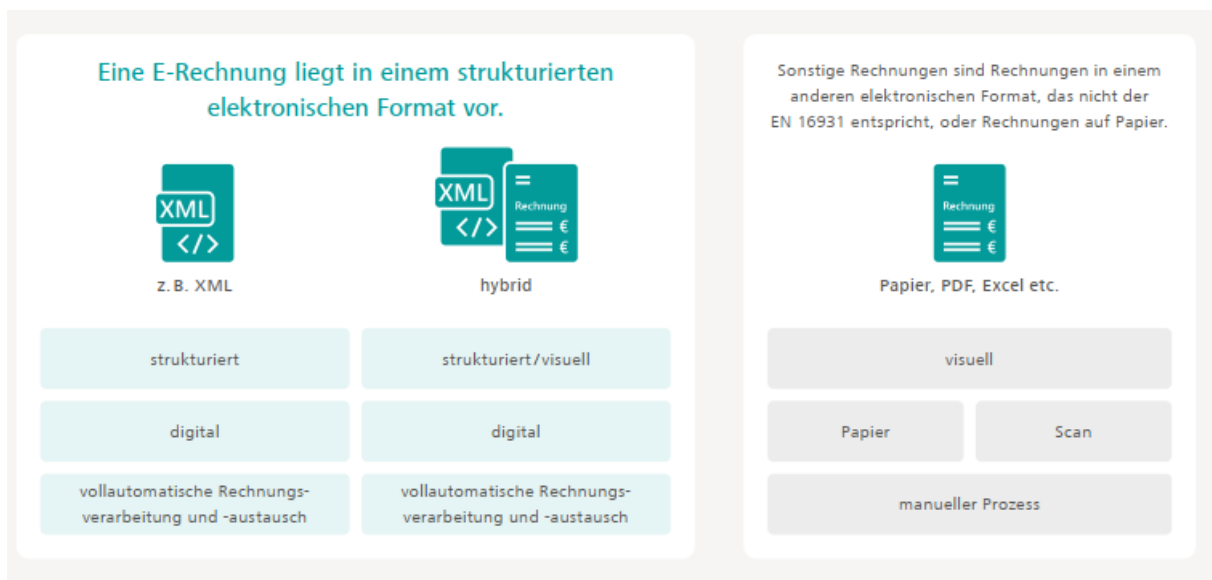 Eine E-Rechnung liegt in einem strukturierten
elektronischen Format vor.
XML
</>
z. B. XML
XML
</>
Rechnung
€
€
hybrid
strukturiert
strukturiert/visuell
digital
digital
vollautomatische Rechnungs-
verarbeitung und -austausch
vollautomatische Rechnungs-
verarbeitung und -austausch
Sonstige Rechnungen sind Rechnungen in einem
anderen elektronischen Format, das nicht der
EN 16931 entspricht, oder Rechnungen auf Papier.
Rechnung
€
€
Papier, PDF, Excel etc.
visuell
Papier
Scan
manueller Prozess